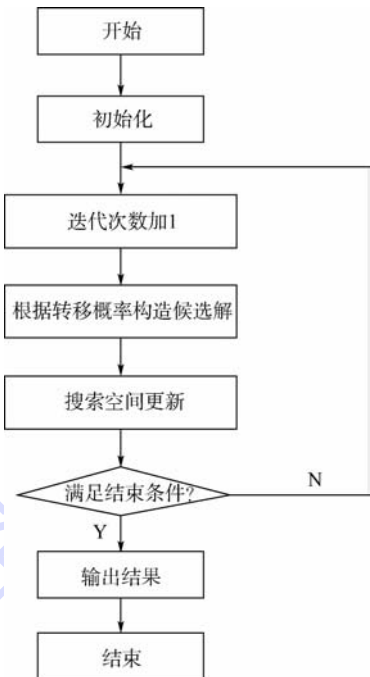 开始
初始化
迭代次数加1
根据转移概率构造候选解
搜索空间更新
满足结束条件?
N
Y
输出结果
结束